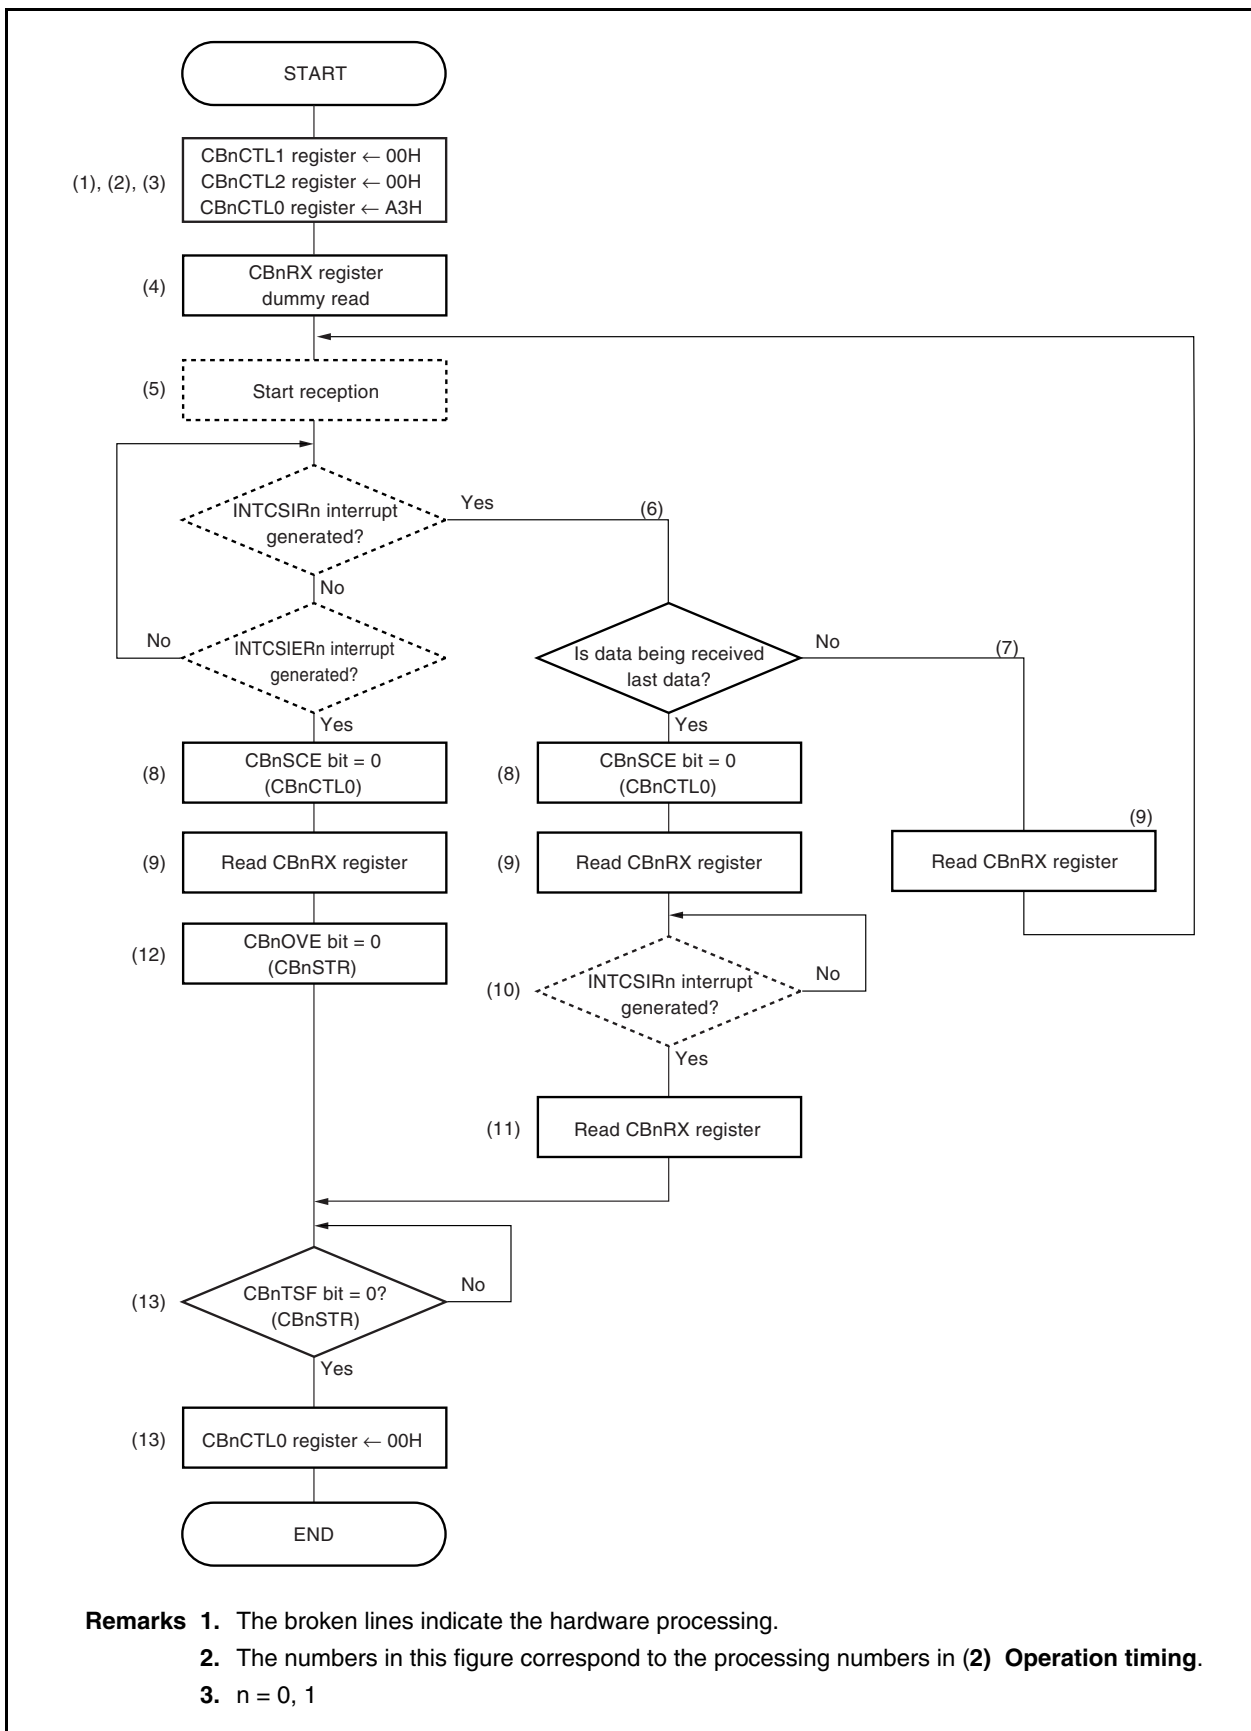 START
CBnCTL1 register ← 00H
(1), (2), (3)
CBnCTL2 register ← 00H
CBnCTL0 register ← A3H
(4)
CBnRX register
dummy read
(5)
Start reception
INTCSIRn interrupt
generated?
Yes
(6)
No
INTCSIERn interrupt
generated?
No
Yes
Is data being received
last data?
No
(7)
Yes
(8)
CBnSCE bit = 0
(CBnCTL0)
(8)
CBnSCE bit = 0
(CBnCTL0)
(9)
Read CBnRX register
(9)
Read CBnRX register
(9)
Read CBnRX register
(12)
CBnOVE bit = 0
(CBnSTR)
(10)
INTCSIRn interrupt
generated?
No
Yes
(11)
Read CBnRX register
(13)
CBnTSF bit = 0?
(CBnSTR)
No
Yes
(13)
CBnCTL0 register ← 00H
END
Remarks 1. The broken lines indicate the hardware processing.
2. The numbers in this figure correspond to the processing numbers in (2) Operation timing.
3. n = 0, 1